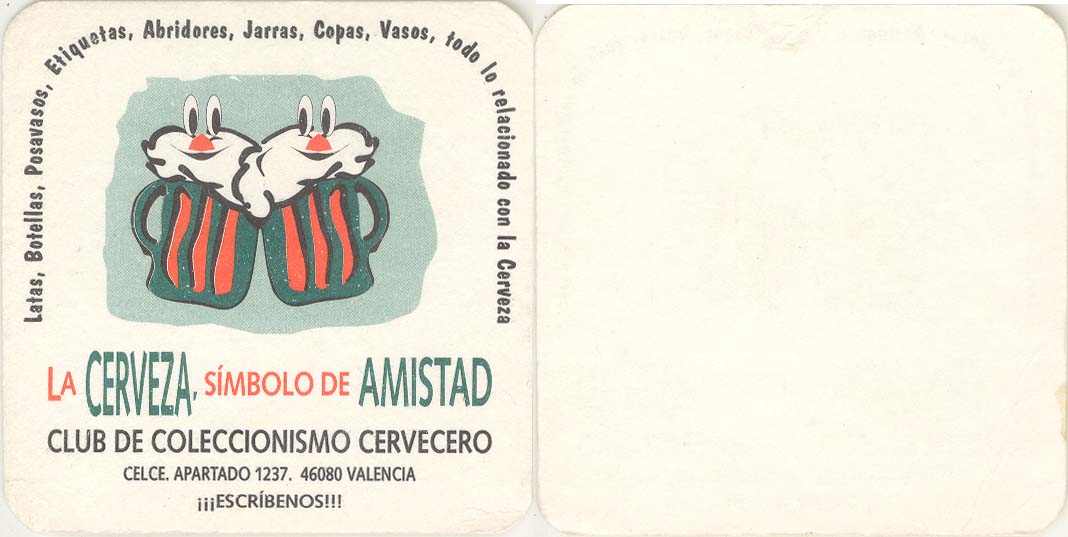 Latas, Botellas, Posavasos, Etiquetas, Abridores, Jarras, Copas, Vasos, todo lo relacionado con la Cerveza
LA CERVEZA, SÍMBOLO DE AMISTAD
CLUB DE COLECCIONISMO CERVECERO
CELCE. APARTADO 1237. 46080 VALENCIA
¡¡¡ESCRÍBENOS!!!